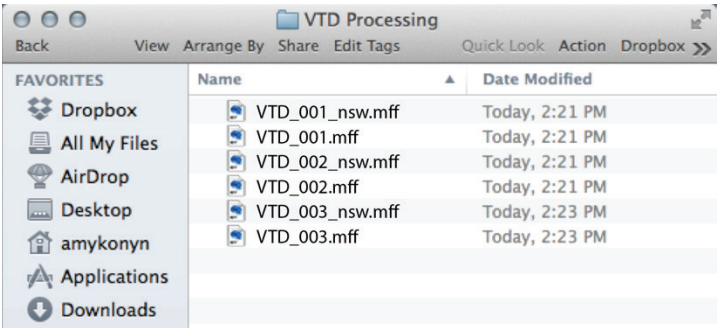 VTD Processing
Back View Arrange By Share Edit Tags Quick Look Action Dropbox
FAVORITES
Dropbox
All My Files
AirDrop
Desktop
amykonyn
Applications
Downloads
Name Date Modified
VTD_001_nsw.mff Today, 2:21 PM
VTD_001.mff Today, 2:21 PM
VTD_002_nsw.mff Today, 2:21 PM
VTD_002.mff Today, 2:21 PM
VTD_003_nsw.mff Today, 2:23 PM
VTD_003.mff Today, 2:23 PM